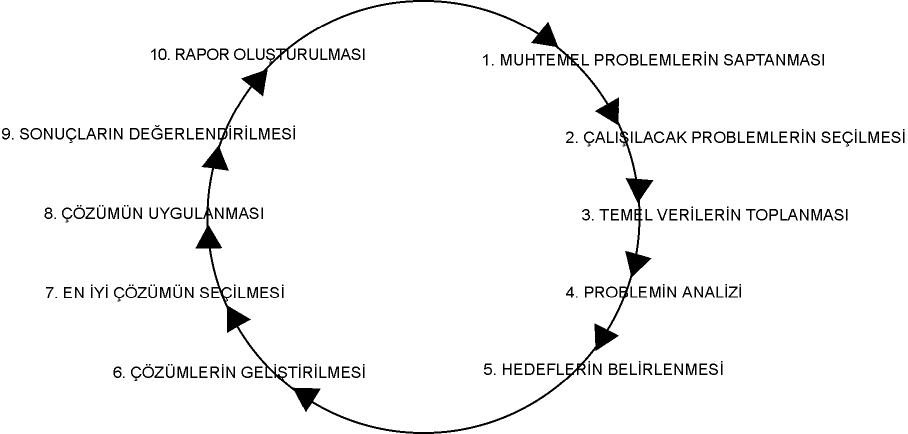 1. MUHTEMEL PROBLEMLERİN SAPTANMASI
2. ÇALIŞILACAK PROBLEMLERİN SEÇİLMESİ
3. TEMEL VERİLERİN TOPLANMASI
4. PROBLEMİN ANALİZİ
5. HEDEFLERİN BELİRLENMESİ
6. ÇÖZÜMLERİN GELİŞTİRİLMESİ
7. EN İYİ ÇÖZÜMÜN SEÇİLMESİ
8. ÇÖZÜMÜN UYGULANMASI
9. SONUÇLARIN DEĞERLENDİRİLMESİ
10. RAPOR OLUŞTURULMASI